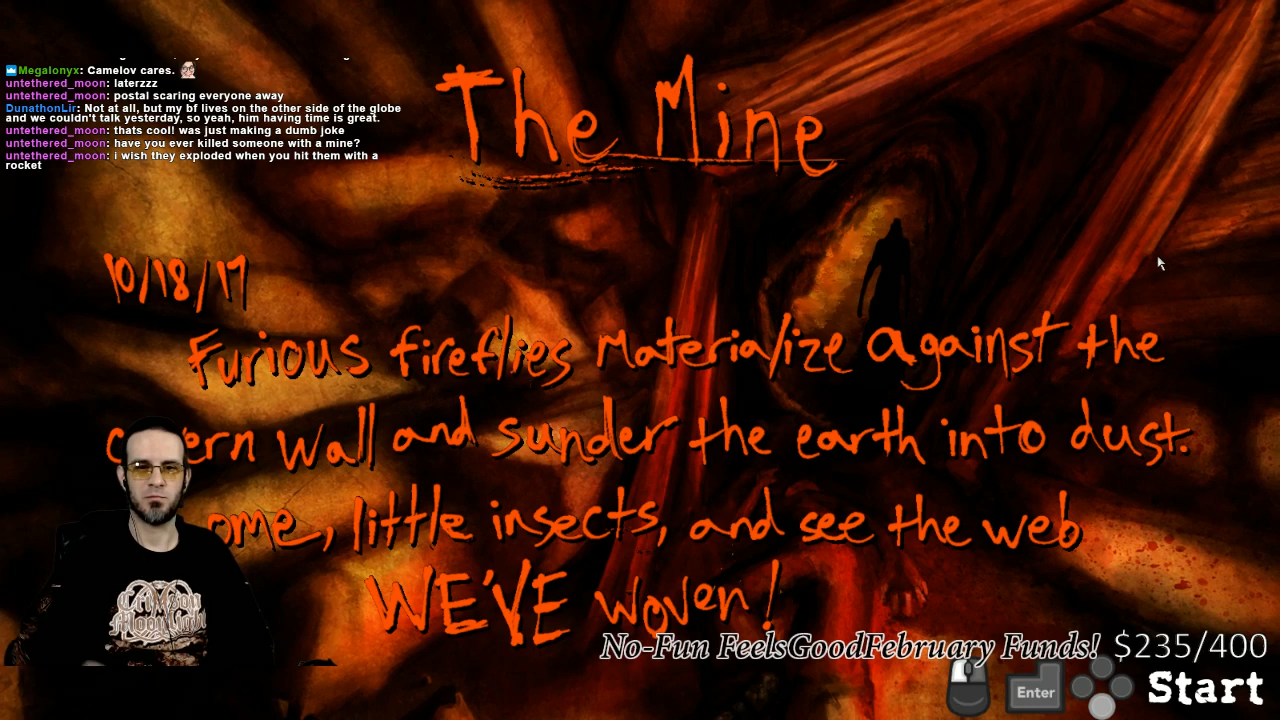 Megalonyx: Camelov cares.
untethered_moon: laterzzz
untethered_moon: postal scaring everyone away
DunathonLir: Not at all, but my bf lives on the other side of the globe
and we couldn't talk yesterday, so yeah, him having time is great.
untethered_moon: thats cool! was just making a dumb joke
untethered_moon: have you ever killed someone with a mine?
untethered_moon: i wish they exploded when you hit them with a
rocket
The Mine
10/18/17
Furious fireflies materialize against the
c ern wall and sunder the earth into dust.
ome, little insects, and see the web
WE'VE woven!
Crimson
Moonlight
No-Fun FeelsGoodFebruary Funds! $235/400
Enter
Start